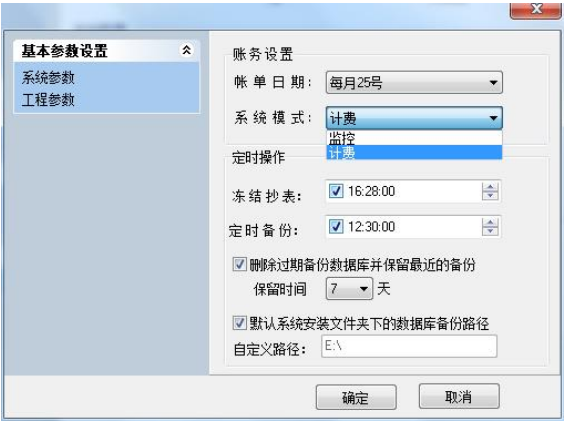 基本参数设置
系统参数
工程参数
账务设置
帐单日期：
每月25号
系统模式：
计费
监控
计费
定时操作
冻结抄表：
16:28:00
定时备份：
12:30:00
删除过期备份数据库并保留最近的备份
保留时间
7
天
默认系统安装文件夹下的数据库备份路径
自定义路径：
E:\
确定
取消